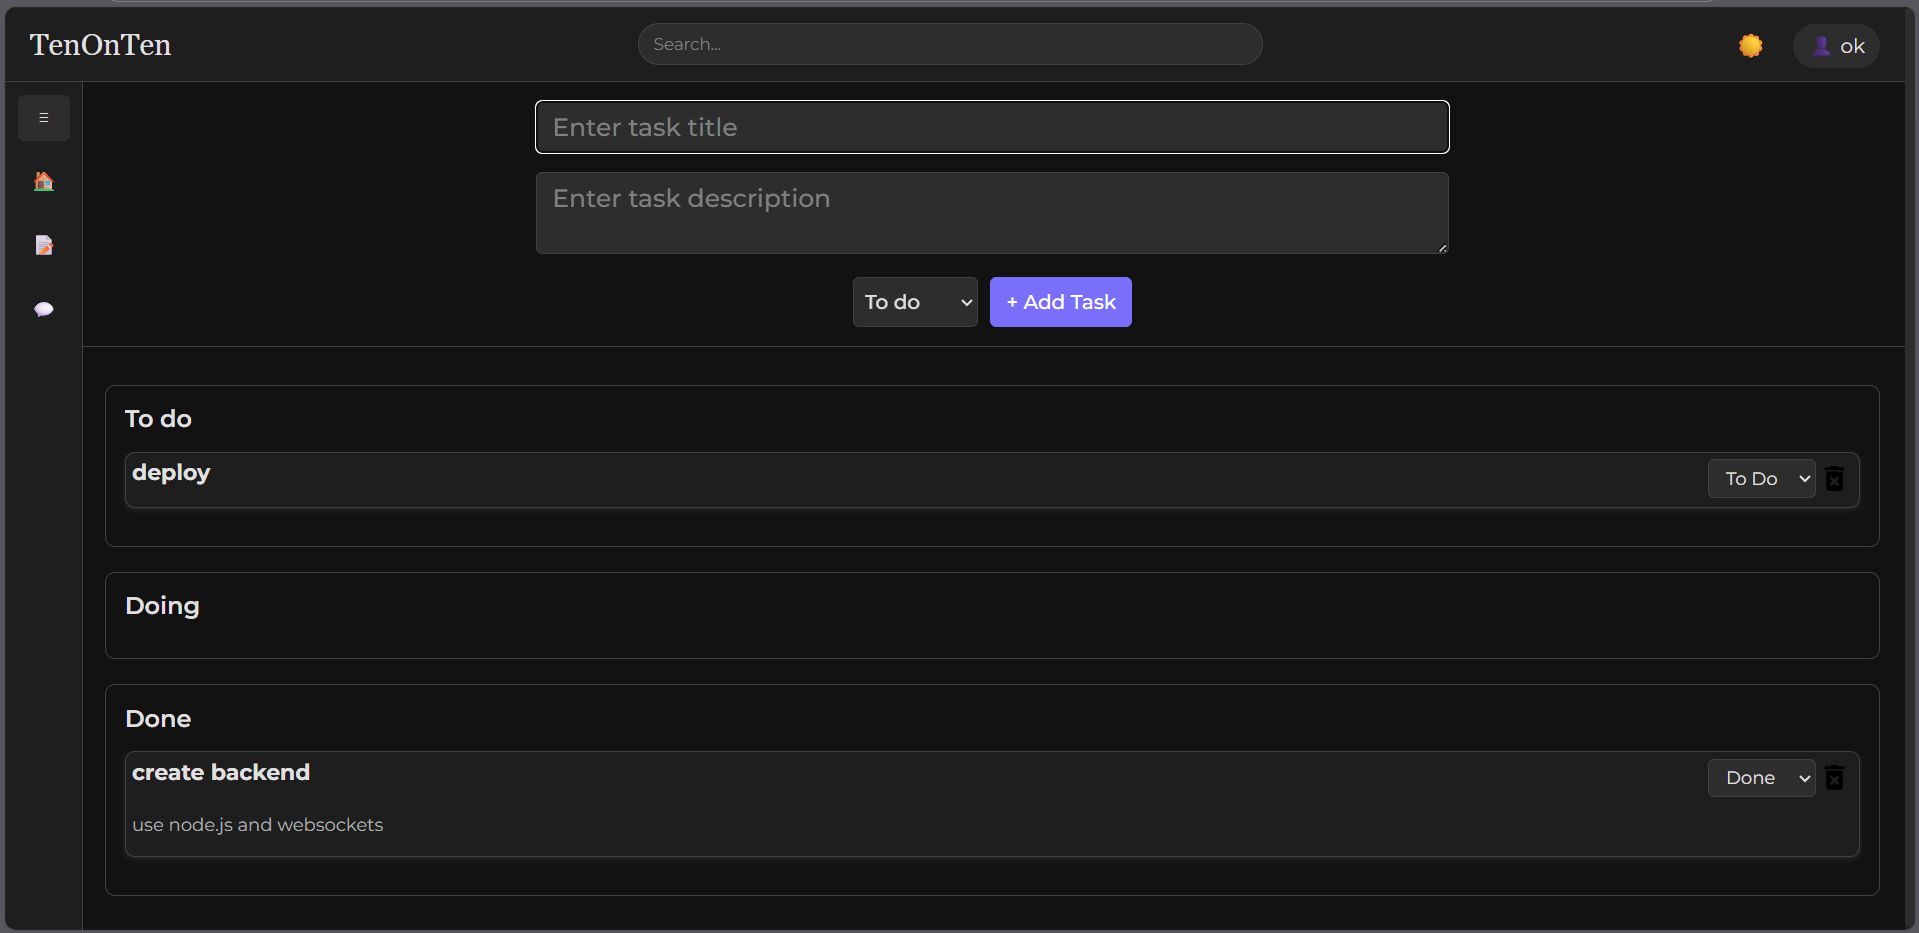 TenOnTen
Search...
ok
Enter task title
Enter task description
To do
+ Add Task
To do
deploy
To Do
Doing
Done
create backend
Done
use node.js and websockets